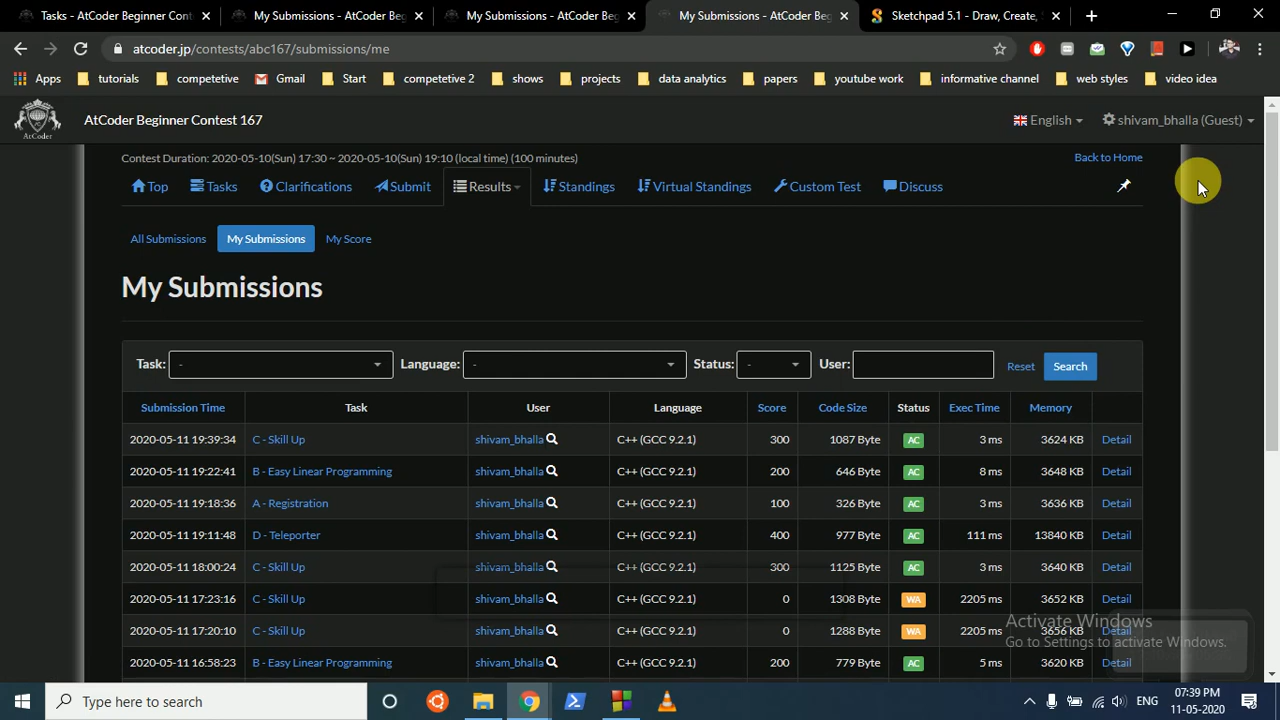 Tasks - AtCoder Beginner Cont
My Submissions - AtCoder Beg
My Submissions - AtCoder Beg
My Submissions - AtCoder Beg
Sketchpad 5.1 - Draw, Create,
atcoder.jp/contests/abc167/submissions/me
Apps tutorials competetive Gmail Start competetive 2 shows projects data analytics papers youtube work informative channel web styles video idea
AtCoder
AtCoder Beginner Contest 167
English
shivam_bhalla (Guest)
Contest Duration: 2020-05-10(Sun) 17:30 ~ 2020-05-10(Sun) 19:10 (local time) (100 minutes)
Back to Home
Top Tasks Clarifications Submit Results Standings Virtual Standings Custom Test Discuss
All Submissions My Submissions My Score
My Submissions
Task: - Language: - Status: - User: Reset Search
Submission Time Task User Language Score Code Size Status Exec Time Memory
2020-05-11 19:39:34 C - Skill Up shivam_bhalla C++ (GCC 9.2.1) 300 1087 Byte AC 3 ms 3624 KB Detail
2020-05-11 19:22:41 B - Easy Linear Programming shivam_bhalla C++ (GCC 9.2.1) 200 646 Byte AC 8 ms 3648 KB Detail
2020-05-11 19:18:36 A - Registration shivam_bhalla C++ (GCC 9.2.1) 100 326 Byte AC 3 ms 3636 KB Detail
2020-05-11 19:11:48 D - Teleporter shivam_bhalla C++ (GCC 9.2.1) 400 977 Byte AC 111 ms 13840 KB Detail
2020-05-11 18:00:24 C - Skill Up shivam_bhalla C++ (GCC 9.2.1) 300 1125 Byte AC 3 ms 3640 KB Detail
2020-05-11 17:23:16 C - Skill Up shivam_bhalla C++ (GCC 9.2.1) 0 1308 Byte WA 2205 ms 3652 KB Detail
2020-05-11 17:20:10 C - Skill Up shivam_bhalla C++ (GCC 9.2.1) 0 1288 Byte WA 2205 ms 3656 KB Detail
2020-05-11 16:58:23 B - Easy Linear Programming shivam_bhalla C++ (GCC 9.2.1) 200 779 Byte AC 5 ms 3620 KB Detail
Activate Windows
Go to Settings to activate Windows.
Type here to search
ENG
07:39 PM
11-05-2020